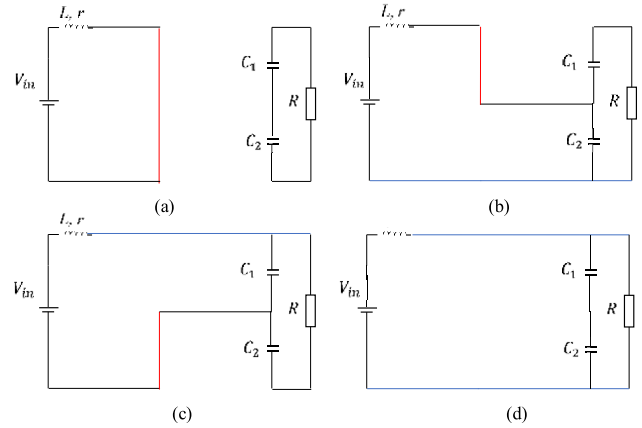 L, r
V_in
C_1
C_2
R
(a)
L, r
V_in
C_1
C_2
R
(b)
L, r
V_in
C_1
C_2
R
(c)
V_in
C_1
C_2
R
(d)